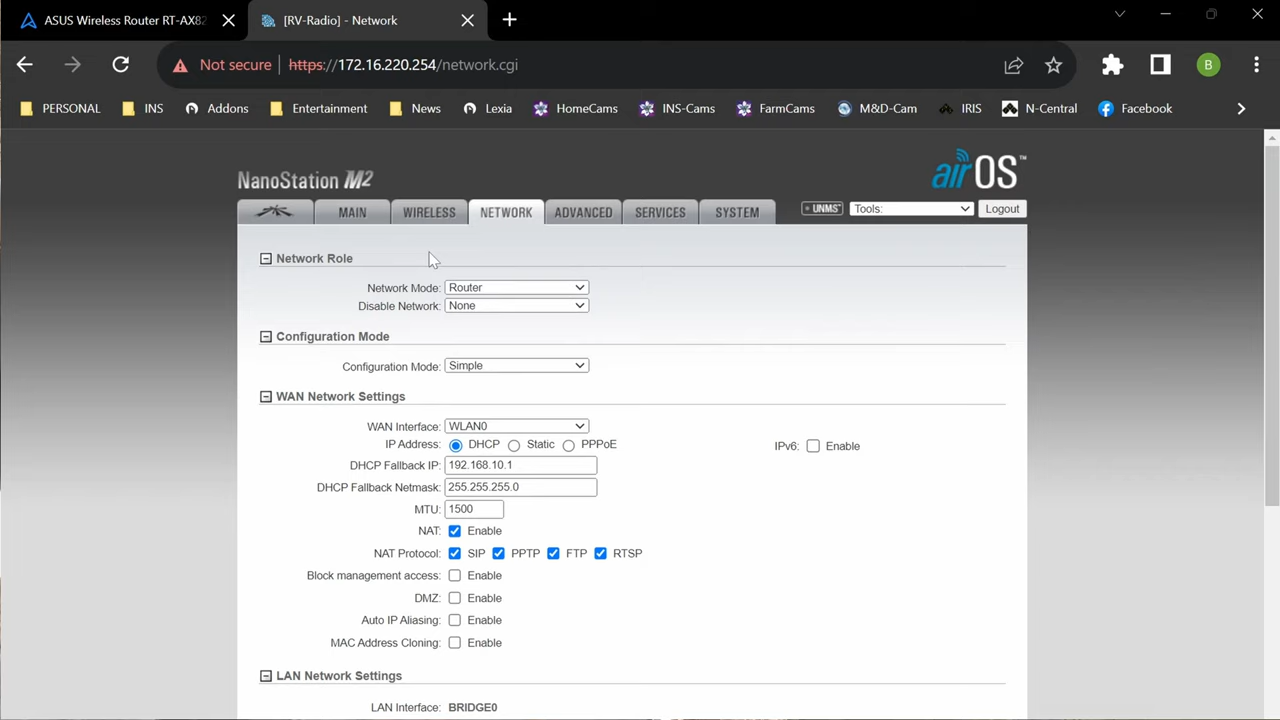 ASUS Wireless Router RT-AX82
[RV-Radio] - Network
Not secure https://172.16.220.254/network.cgi
B
PERSONAL INS Addons Entertainment News Lexia HomeCams INS-Cams FarmCams M&D-Cam IRIS N-Central Facebook
NanoStation M2
airOS™
MAIN WIRELESS NETWORK ADVANCED SERVICES SYSTEM UNMS Tools: Logout
Network Role
Network Mode: Router
Disable Network: None
Configuration Mode
Configuration Mode: Simple
WAN Network Settings
WAN Interface: WLAN0
IP Address: DHCP Static PPPoE IPv6: Enable
DHCP Fallback IP: 192.168.10.1
DHCP Fallback Netmask: 255.255.255.0
MTU: 1500
NAT: Enable
NAT Protocol: SIP PPTP FTP RTSP
Block management access: Enable
DMZ: Enable
Auto IP Aliasing: Enable
MAC Address Cloning: Enable
LAN Network Settings
LAN Interface: BRIDGE0